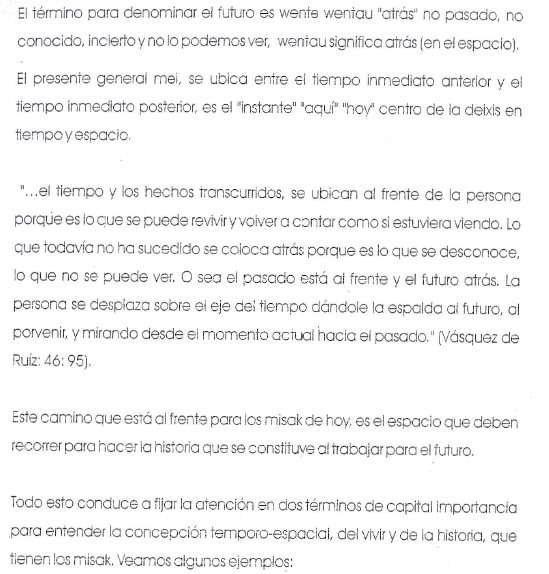 El término para denominar el futuro es wente wentau "atrás" no pasado, no
conocido, incierto y no lo podemos ver, wentau significa atrás (en el espacio).
El presente general mei, se ubica entre el tiempo inmediato anterior y el
tiempo inmediato posterior, es el "instante" "aquí" "hoy" centro de la deixis en
tiempo y espacio.
"...el tiempo y los hechos transcurridos, se ubican al frente de la persona
porque es lo que se puede revivir y volver a contar como si estuviera viendo. Lo
que todavía no ha sucedido se coloca atrás porque es lo que se desconoce,
lo que no se puede ver. O sea el pasado está al frente y el futuro atrás. La
persona se desplaza sobre el eje del tiempo dándole la espalda al futuro, al
porvenir, y mirando desde el momento actual hacia el pasado." (Vásquez de
Ruíz: 46: 95).
Este camino que está al frente para los misak de hoy, es el espacio que deben
recorrer para hacer la historia que se constituve al trabajar para el futuro.
Todo esto conduce a fijar la atención en dos términos de capital importancia
para entender la concepción temporo-espacial, del vivir y de la historia, que
tienen los misak. Veamos algunos ejemplos: